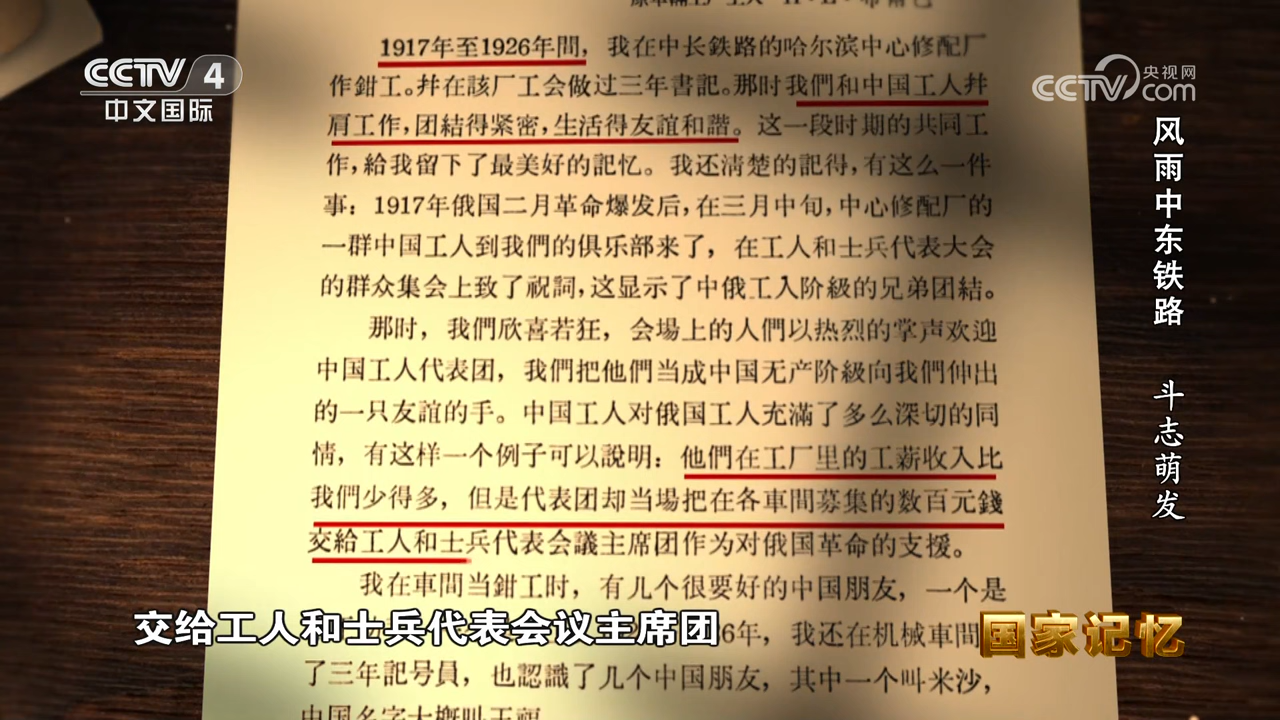 1917年至1926年間，我在中长鉄路的哈尔滨中心修配厂
作鉗工。幷在該厂工会做过三年書記。那时我們和中国工人幷
肩工作，团結得紧密，生活得友誼和諧。这一段时期的共同工
作，給我留下了最美好的記忆。我还清楚的記得，有这么一件
事：1917年俄国二月革命爆发后，在三月中旬，中心修配厂的
一群中国工人到我們的俱乐部来了，在工人和士兵代表大会
的群众集会上致了祝詞，这显示了中俄工入阶級的兄弟团結。
那时，我們欣喜若狂，会場上的人們以热烈的掌声欢迎
中国工人代表团，我們把他們当成中国无产阶級向我們伸出
的一只友誼的手。中国工人对俄国工人充滿了多么深切的同
情，有这样一个例子可以說明：他們在工厂里的工薪收入比
我們少得多，但是代表团却当場把在各車間募集的数百元錢
交給工人和士兵代表会議主席团作为对俄国革命的支援。
我在車間当鉗工时，有几个很要好的中国朋友，一个是
6年，我还在机械車間
了三年記号員，也認識了几个中国朋友，其中一个叫米沙，
中国名字大概叫王福
CCTV 4
中文国际
CCTV com
央视网
风雨中东铁路 斗志萌发
交给工人和士兵代表会议主席团
国家记忆